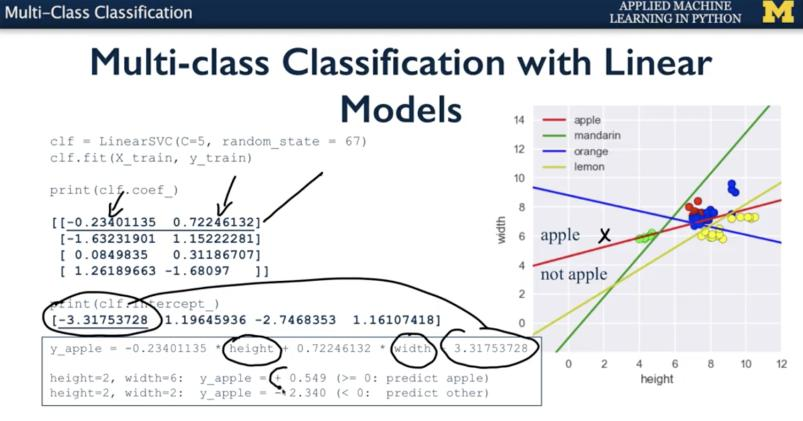 Multi-Class Classification
APPLIED MACHINE
LEARNING IN PYTHON
M
Multi-class Classification with Linear
Models
clf = LinearSVC(C=5, random_state = 67)
clf.fit(X_train, y_train)
print(clf.coef_)
[[-0.23401135 0.72246132]
[-1.63231901 1.15222281]
[ 0.0849835 0.31186707]
[ 1.26189663 -1.68097 ]]
print(clf.intercept_)
[-3.31753728 1.19645936 -2.7468353 1.16107418]
y_apple = -0.23401135 * height + 0.72246132 * width 3.31753728
height=2, width=6: y_apple = + 0.549 (>= 0: predict apple)
height=2, width=2: y_apple = - 2.340 (< 0: predict other)
apple
mandarin
orange
lemon
14
12
10
8
6
4
2
0
width
apple X
not apple
0 2 4 6 8 10 12
height